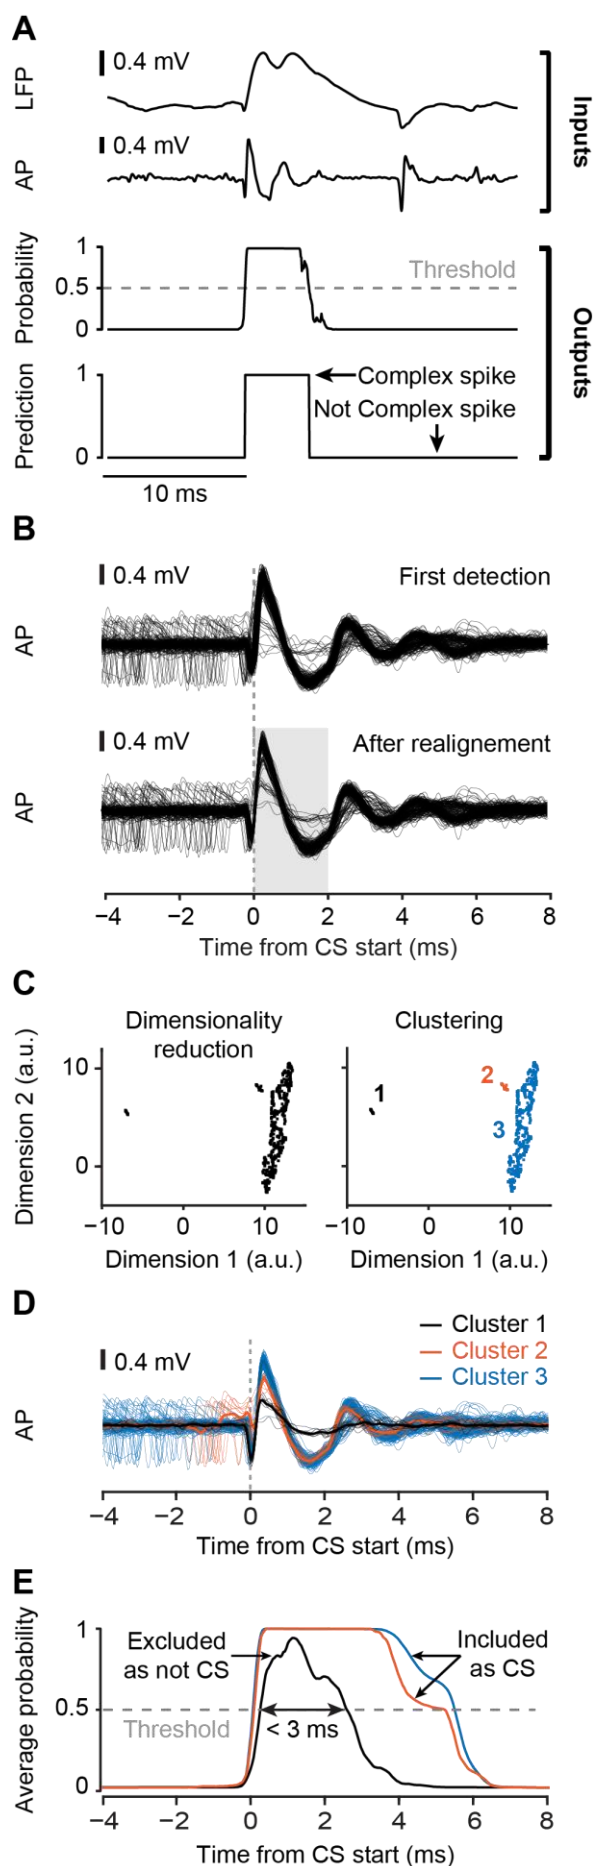 A
0.4 mV
LFP
0.4 mV
AP
Inputs
Probability
1
0.5
0
Threshold
Prediction
1
0
Complex spike
Not Complex spike
Outputs
10 ms
B
0.4 mV
First detection
AP
0.4 mV
After realignement
AP
−4 −2 0 2 4 6 8
Time from CS start (ms)
C
Dimensionality
reduction
Clustering
Dimension 2 (a.u.)
10
0
1
2
3
−10 0 10
−10 0 10
Dimension 1 (a.u.)
Dimension 1 (a.u.)
D
Cluster 1
Cluster 2
Cluster 3
0.4 mV
AP
−4 −2 0 2 4 6 8
Time from CS start (ms)
E
Average probability
1
0.5
0
Excluded
as not CS
Included
as CS
Threshold
< 3 ms
−4 −2 0 2 4 6 8
Time from CS start (ms)